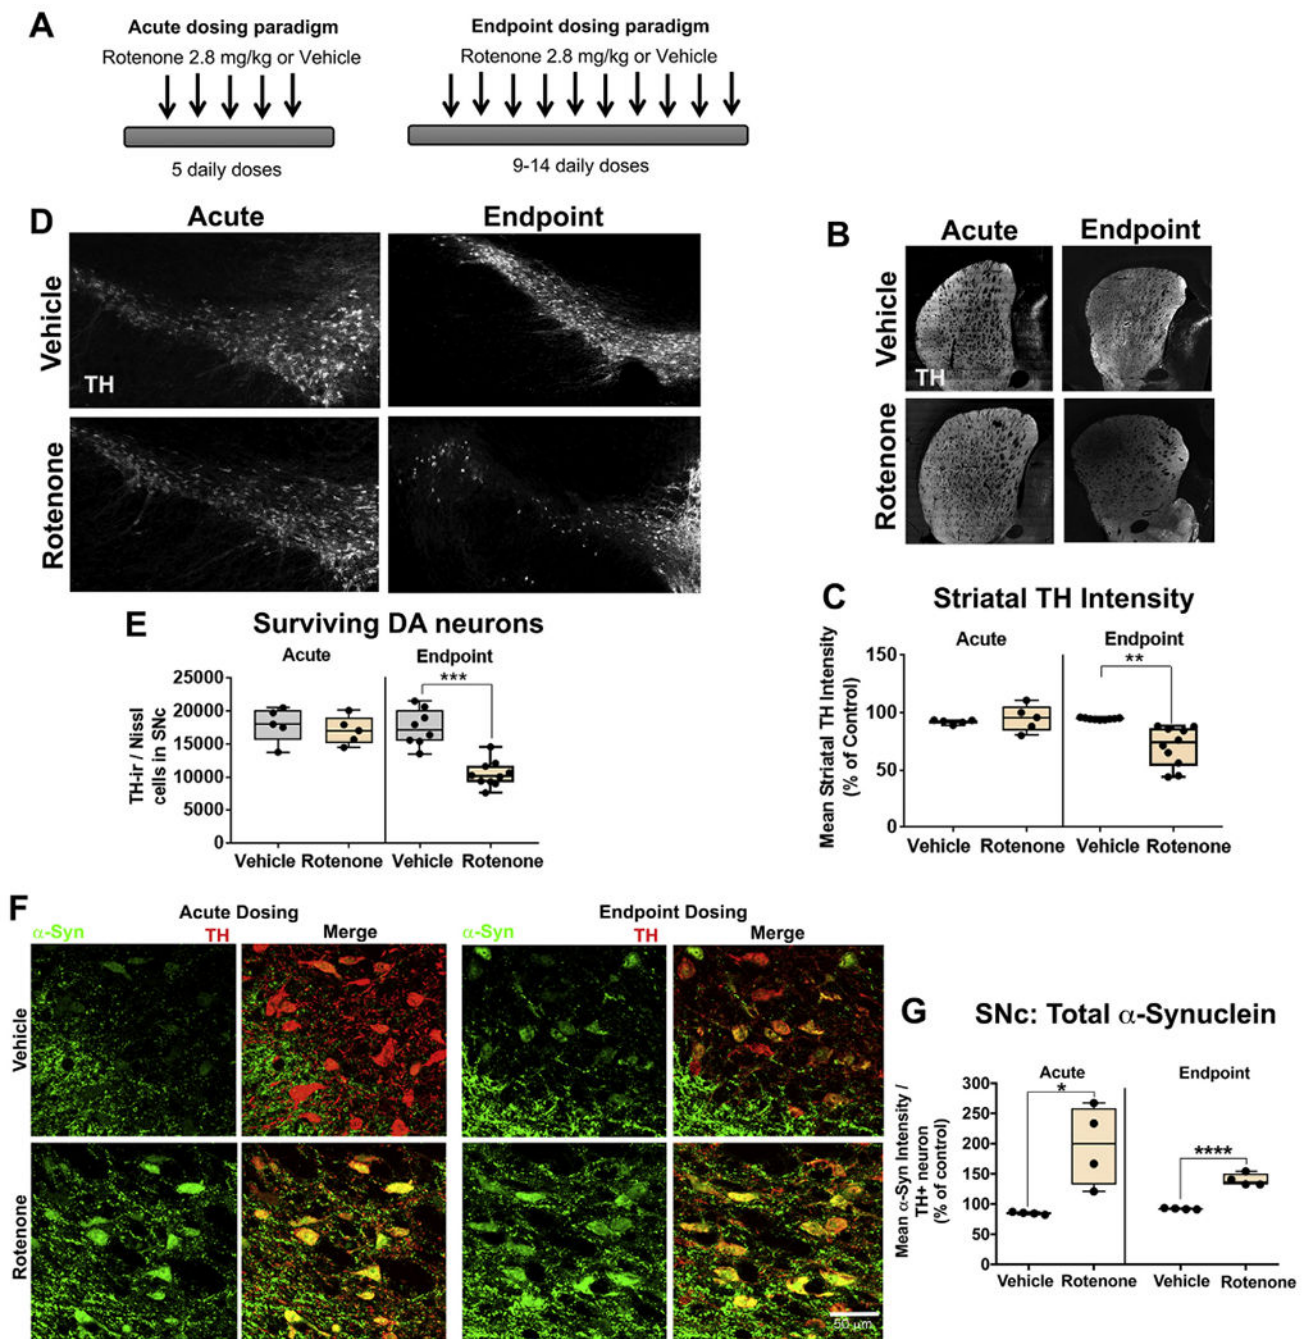 A
Acute dosing paradigm
Rotenone 2.8 mg/kg or Vehicle
5 daily doses
Endpoint dosing paradigm
Rotenone 2.8 mg/kg or Vehicle
9-14 daily doses
D
Acute
Endpoint
Vehicle
TH
Rotenone
B
Acute
Endpoint
Vehicle
TH
Rotenone
E
Surviving DA neurons
Acute
Endpoint
***
TH-ir / Nissl
cells in SNc
25000
20000
15000
10000
5000
0
Vehicle Rotenone
Vehicle Rotenone
C
Striatal TH Intensity
Acute
Endpoint
**
Mean Striatal TH Intensity
(% of Control)
150
100
50
0
Vehicle Rotenone
Vehicle Rotenone
F
Acute Dosing
Endpoint Dosing
α-Syn TH Merge
α-Syn TH Merge
Vehicle
Rotenone
50 µm
G
SNc: Total α-Synuclein
Acute
Endpoint
*
****
Mean α-Syn Intensity /
TH+ neuron
(% of control)
300
250
200
150
100
50
0
Vehicle Rotenone
Vehicle Rotenone